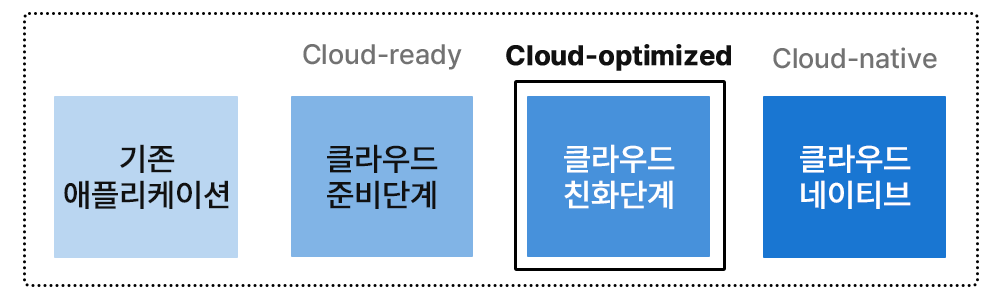 Cloud-ready
Cloud-optimized
Cloud-native
기존
애플리케이션
클라우드
준비단계
클라우드
친화단계
클라우드
네이티브